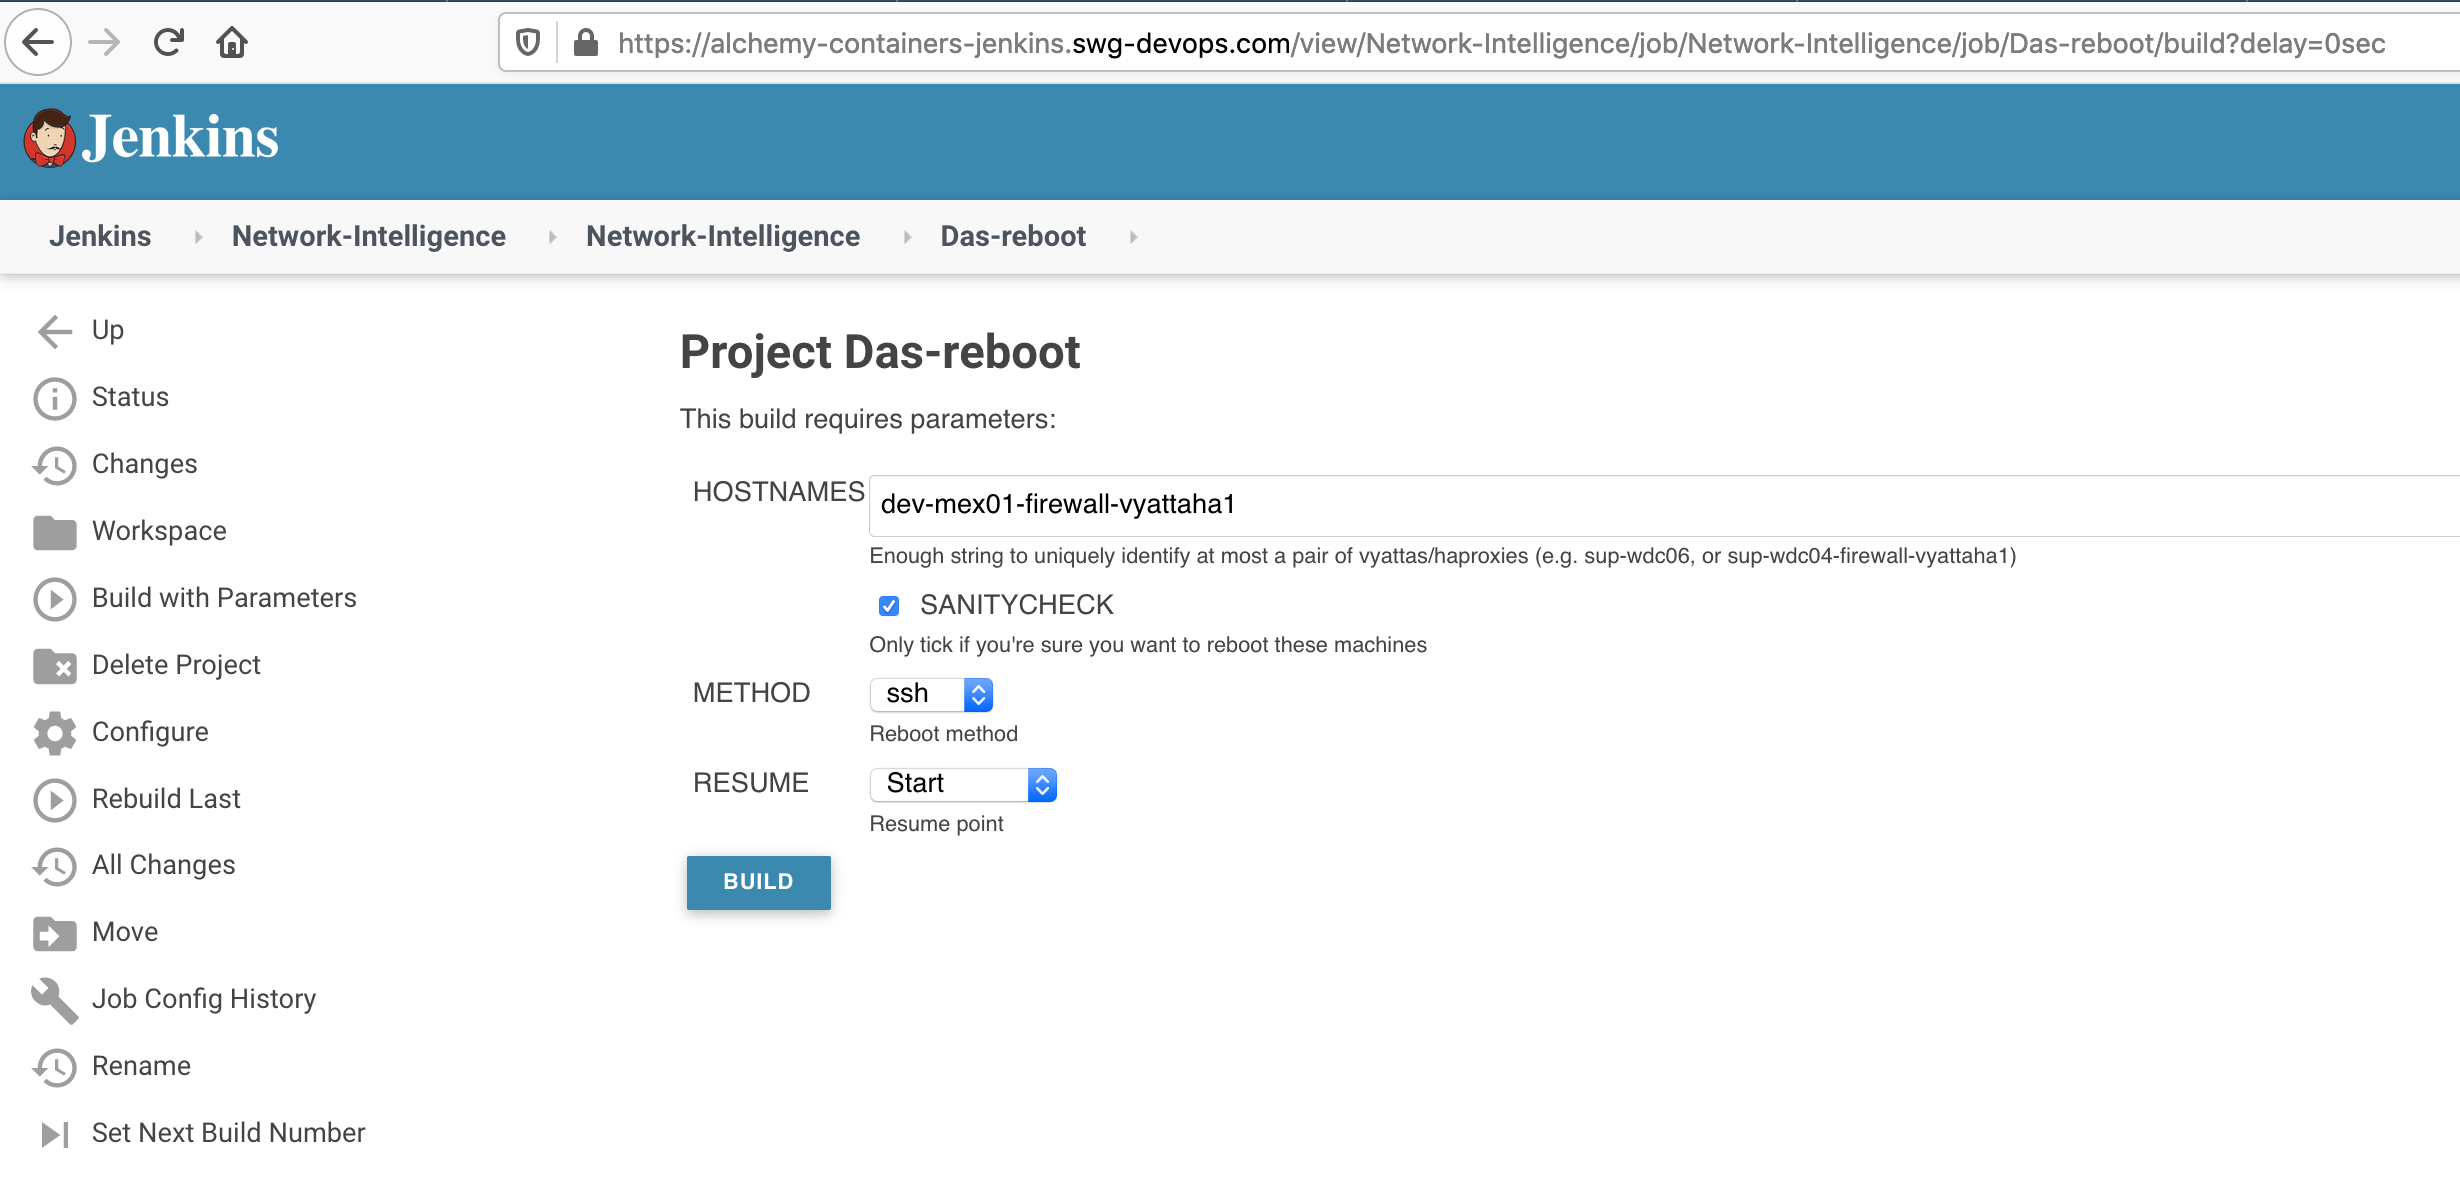 https://alchemy-containers-jenkins.swg-devops.com/view/Network-Intelligence/job/Network-Intelligence/job/Das-reboot/build?delay=0sec
Jenkins
Jenkins Network-Intelligence Network-Intelligence Das-reboot
Up
Status
Changes
Workspace
Build with Parameters
Delete Project
Configure
Rebuild Last
All Changes
Move
Job Config History
Rename
Set Next Build Number
Project Das-reboot
This build requires parameters:
HOSTNAMES dev-mex01-firewall-vyattaha1
Enough string to uniquely identify at most a pair of vyattas/haproxies (e.g. sup-wdc06, or sup-wdc04-firewall-vyattaha1)
SANITYCHECK
Only tick if you're sure you want to reboot these machines
METHOD ssh
Reboot method
RESUME Start
Resume point
BUILD